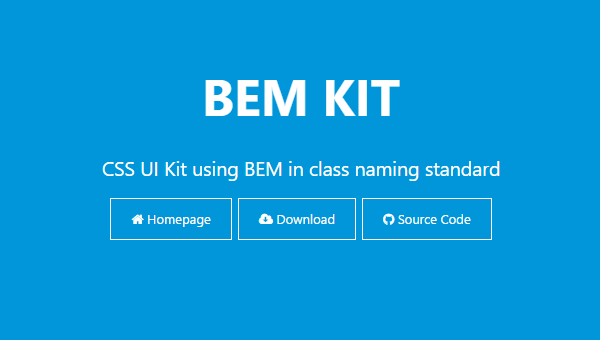 BEM KIT
CSS UI Kit using BEM in class naming standard
Homepage Download Source Code